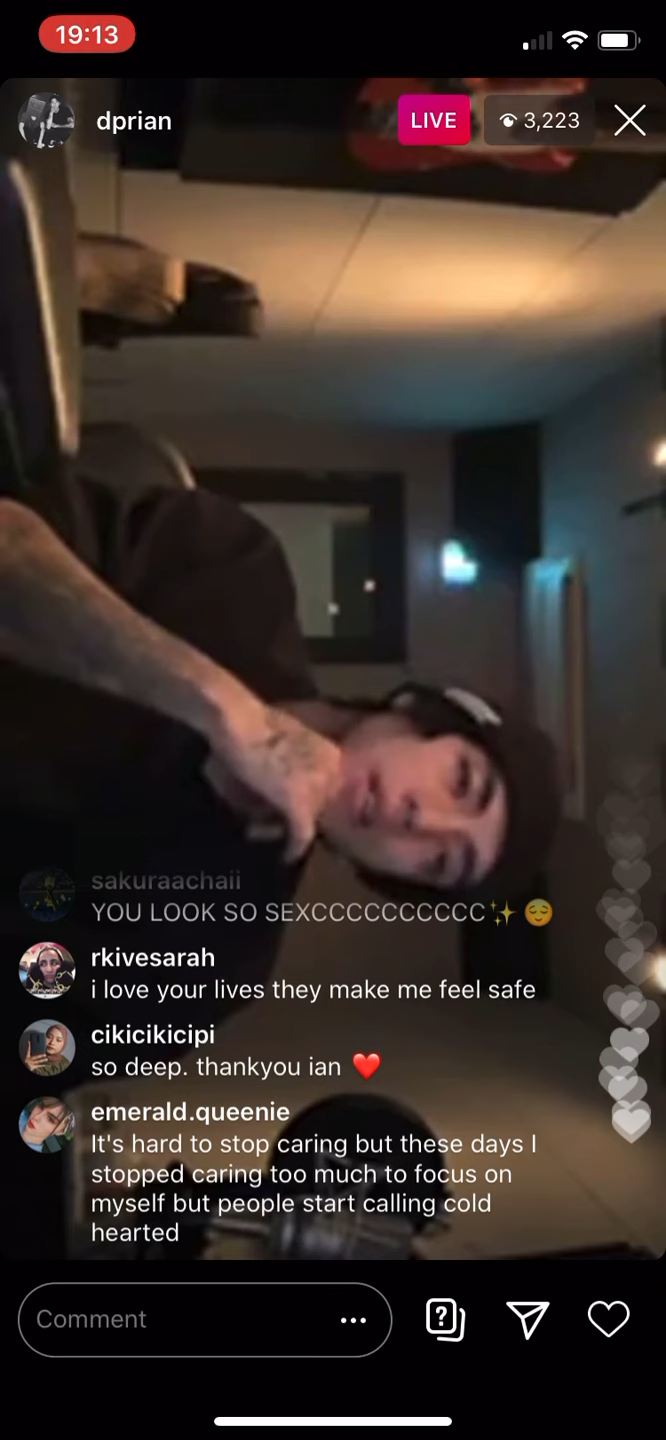 19:13
dprian
LIVE
3,223
sakuraachaii
YOU LOOK SO SEXCCCCCCCCCC✨ 😌
rkivesarah
i love your lives they make me feel safe
cikicikicipi
so deep. thankyou ian ❤️
emerald.queenie
It's hard to stop caring but these days I
stopped caring too much to focus on
myself but people start calling cold
hearted
Comment